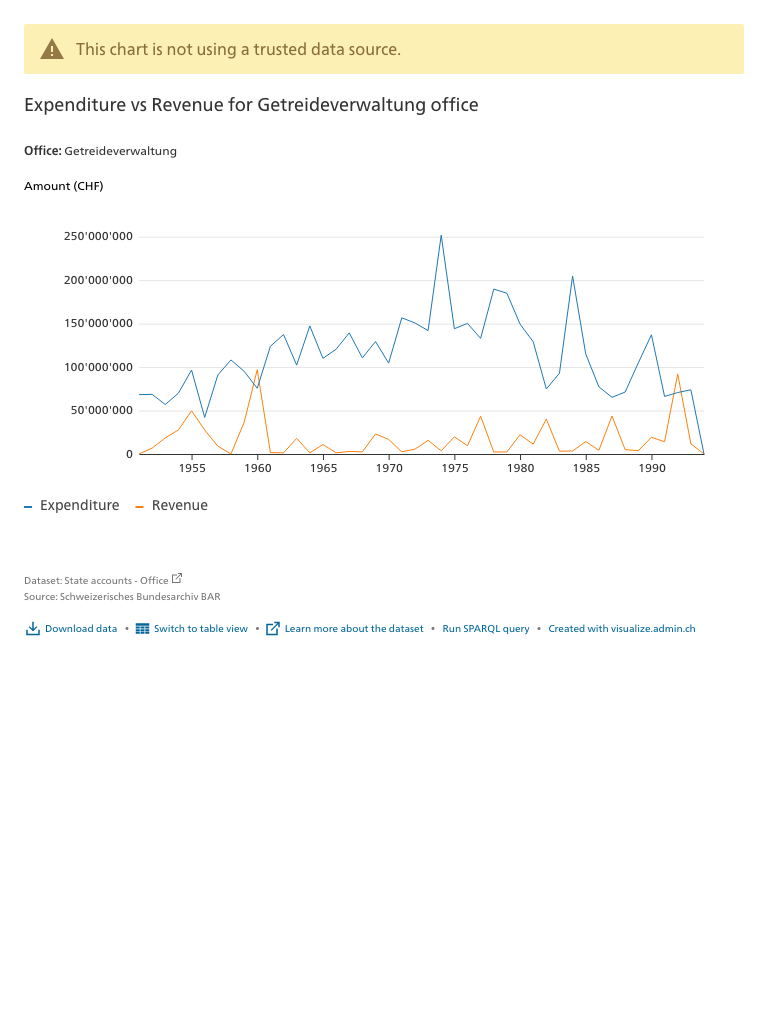 This chart is not using a trusted data source.
Expenditure vs Revenue for Getreideverwaltung office
Office: Getreideverwaltung
Amount (CHF)
250'000'000
200'000'000
150'000'000
100'000'000
50'000'000
0
1955 1960 1965 1970 1975 1980 1985 1990
Expenditure Revenue
Dataset: State accounts - Office
Source: Schweizerisches Bundesarchiv BAR
Download data • Switch to table view • Learn more about the dataset • Run SPARQL query • Created with visualize.admin.ch